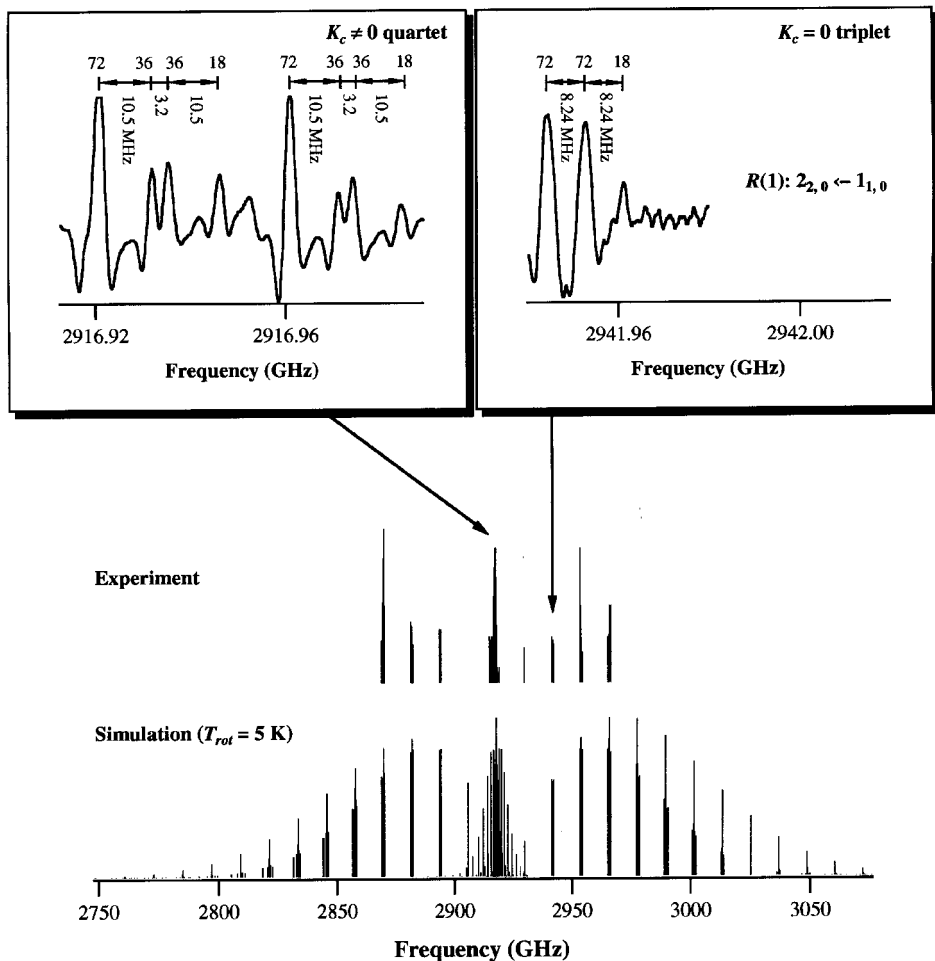 K_c ≠ 0 quartet
72 36 36 18 72 36 36 18
10.5 MHz 3.2 10.5 10.5 MHz 3.2 10.5
2916.92 2916.96
Frequency (GHz)
K_c = 0 triplet
72 72 18
8.24 MHz 8.24 MHz
R(1): 2_{2,0} <- 1_{1,0}
2941.96 2942.00
Frequency (GHz)
Experiment
Simulation (T_{rot} = 5 K)
2750 2800 2850 2900 2950 3000 3050
Frequency (GHz)